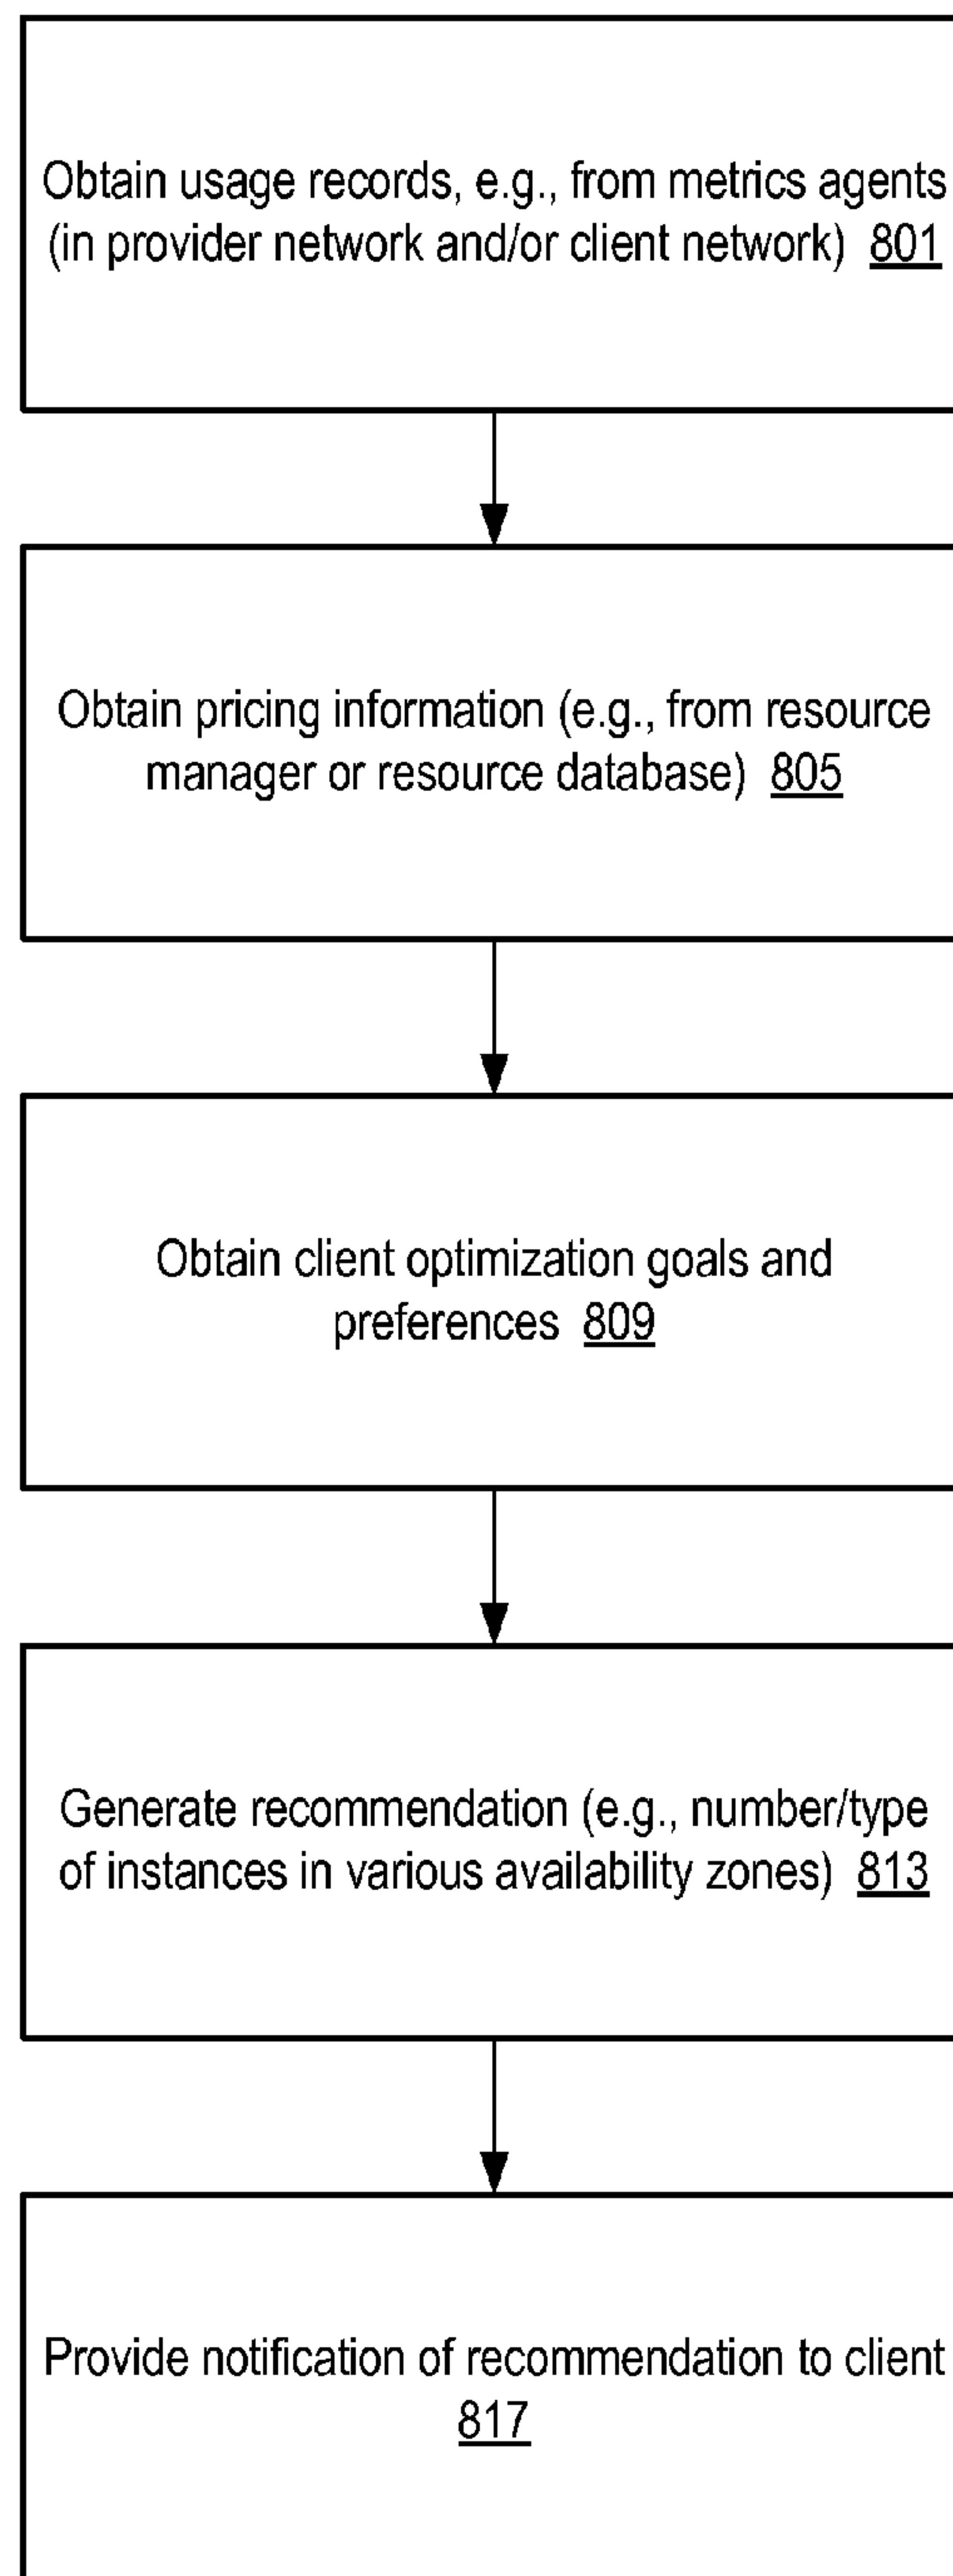 Obtain usage records, e.g., from metrics agents
(in provider network and/or client network) 801
Obtain pricing information (e.g., from resource
manager or resource database) 805
Obtain client optimization goals and
preferences 809
Generate recommendation (e.g., number/type
of instances in various availability zones) 813
Provide notification of recommendation to client
817